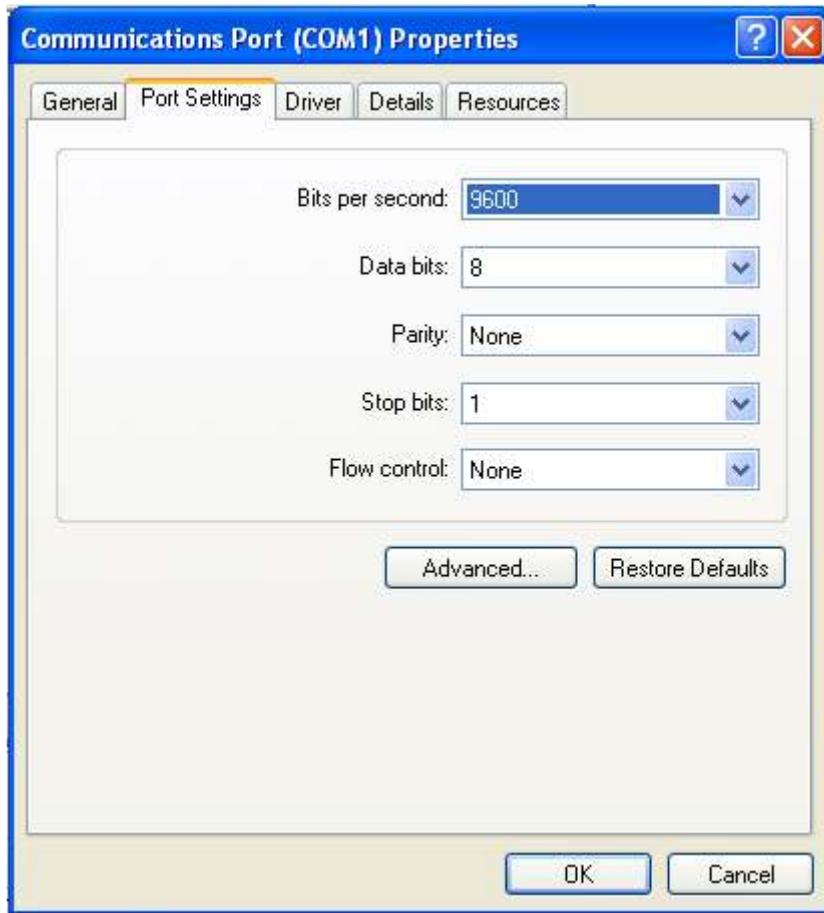 Communications Port (COM1) Properties
?
General Port Settings Driver Details Resources
Bits per second: 9600
Data bits: 8
Parity: None
Stop bits: 1
Flow control: None
Advanced... Restore Defaults
OK Cancel